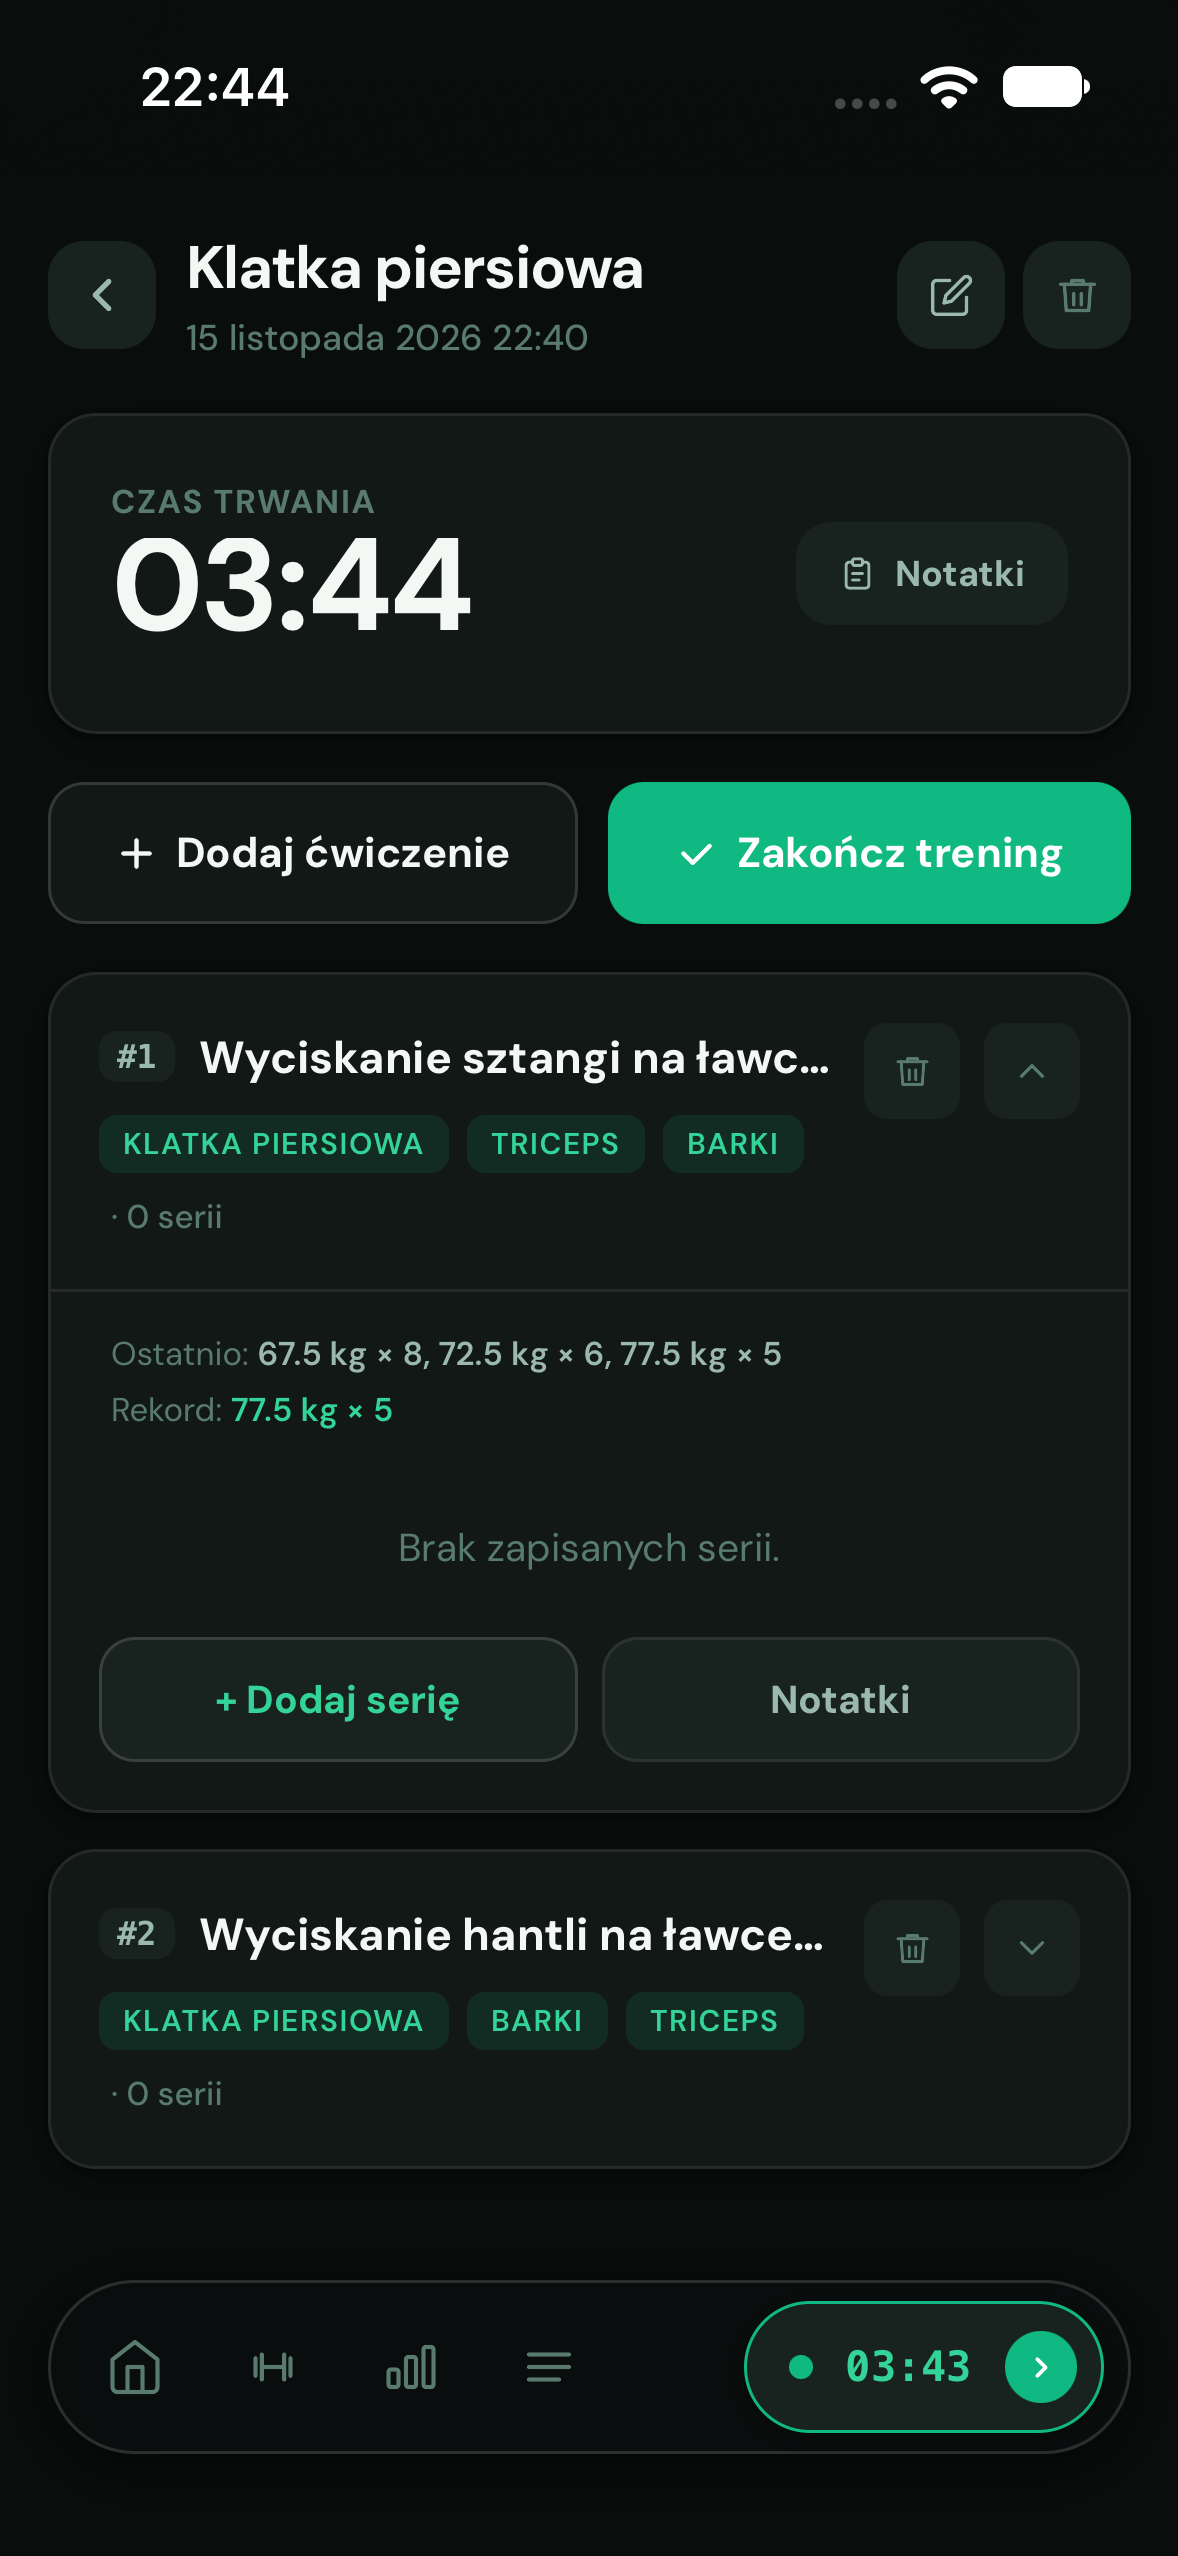 22:44
Klatka piersiowa
15 listopada 2026 22:40
CZAS TRWANIA
03:44
Notatki
+ Dodaj ćwiczenie
Zakończ trening
#1 Wyciskanie sztangi na ławc...
KLATKA PIERSIOWA TRICEPS BARKI
· 0 serii
Ostatnio: 67.5 kg × 8, 72.5 kg × 6, 77.5 kg × 5
Rekord: 77.5 kg × 5
Brak zapisanych serii.
+ Dodaj serię
Notatki
#2 Wyciskanie hantli na ławce...
KLATKA PIERSIOWA BARKI TRICEPS
· 0 serii
03:43